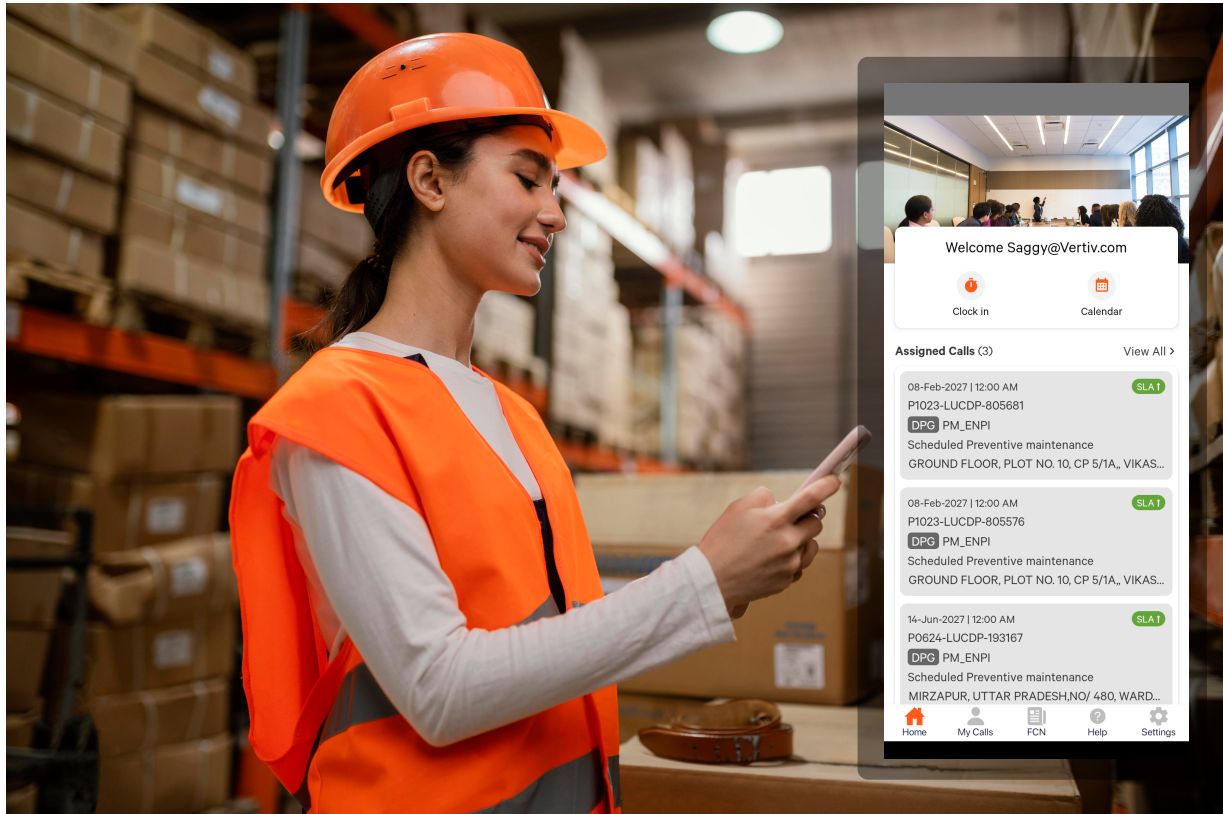 Welcome Saggy@Vertiv.com
Clock in
Calendar
Assigned Calls (3)
View All >
08-Feb-2027 | 12:00 AM
SLA↑
P1023-LUCDP-805681
DPG PM_ENPI
Scheduled Preventive maintenance
GROUND FLOOR, PLOT NO. 10, CP 5/1A,, VIKAS...
08-Feb-2027 | 12:00 AM
SLA↑
P1023-LUCDP-805576
DPG PM_ENPI
Scheduled Preventive maintenance
GROUND FLOOR, PLOT NO. 10, CP 5/1A,, VIKAS...
14-Jun-2027 | 12:00 AM
SLA↑
P0624-LUCDP-193167
DPG PM_ENPI
Scheduled Preventive maintenance
MIRZAPUR, UTTAR PRADESH,NO/ 480, WARD...
Home
My Calls
FCN
Help
Settings